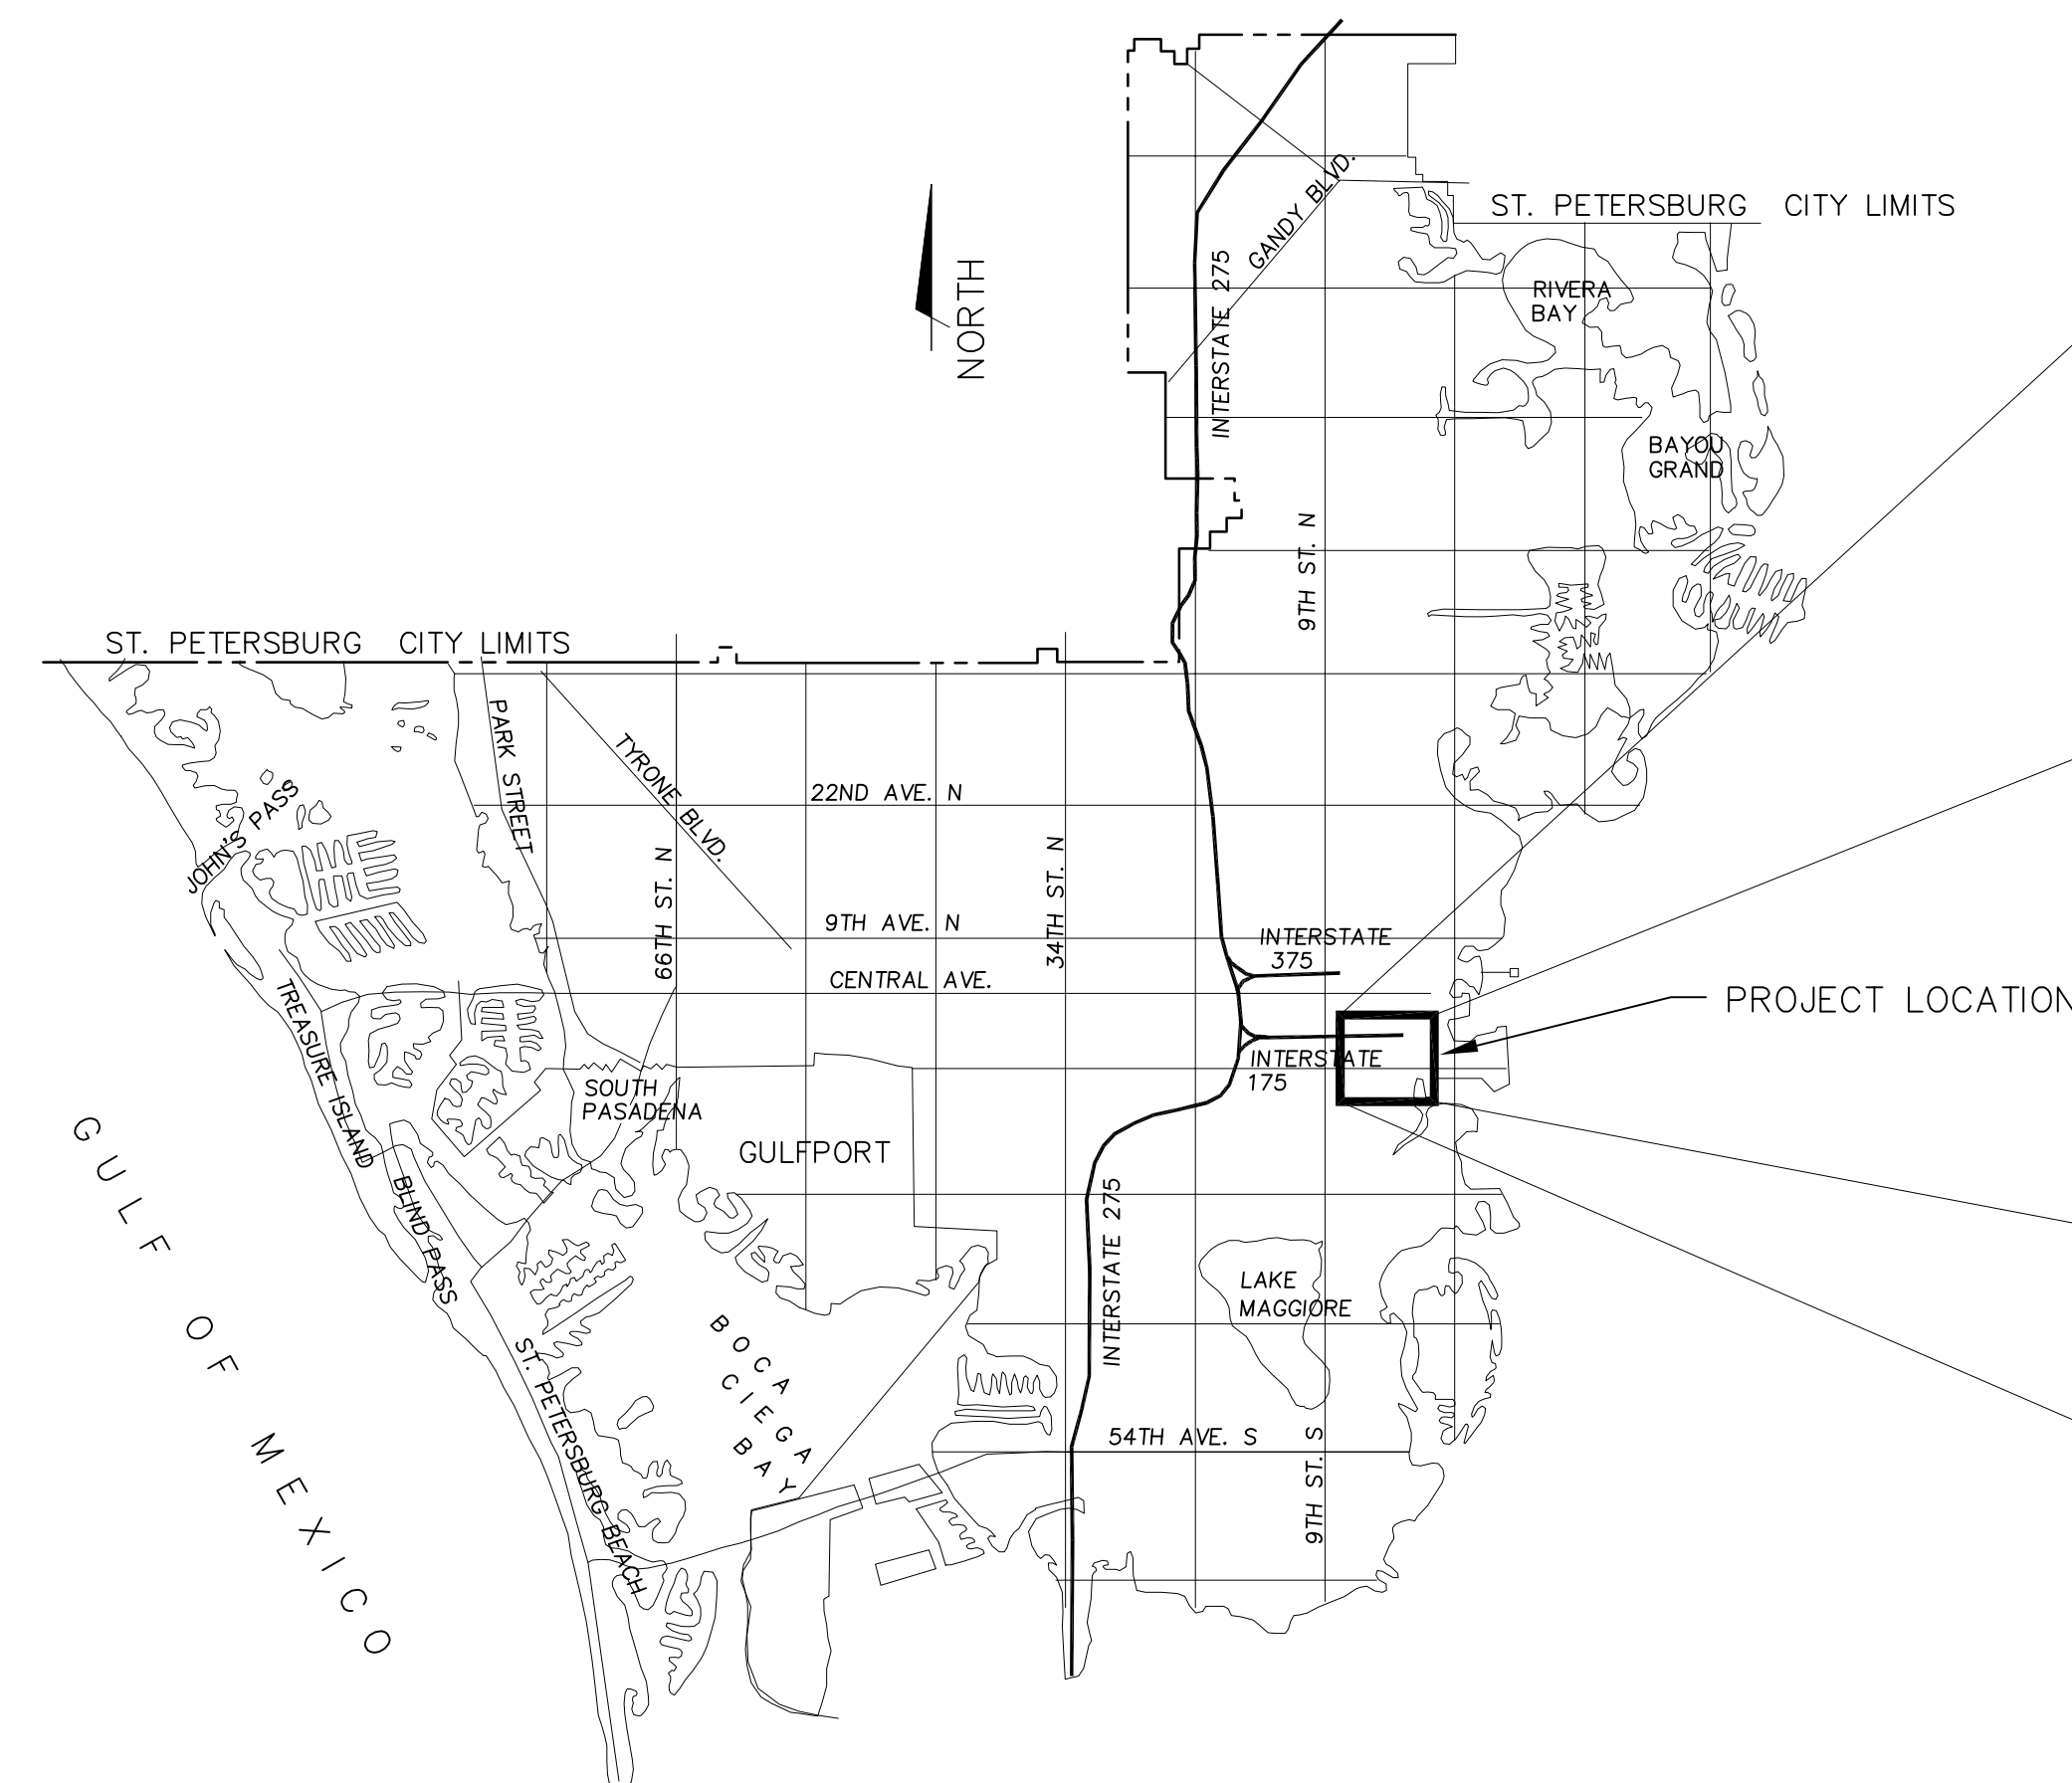 ST. PETERSBURG CITY LIMITS
GANDY BLVD.
NORTH
INTERSTATE 275
RIVERA
BAY
BAYOU
GRAND
9TH ST. N
ST. PETERSBURG CITY LIMITS
PARK STREET
TYRONE BLVD.
22ND AVE. N
JOHN'S PASS
66TH ST. N
34TH ST. N
9TH AVE. N
INTERSTATE
375
CENTRAL AVE.
PROJECT LOCATION
TREASURE ISLAND
INTERSTATE
175
SOUTH
PASADENA
GULFPORT
GULF OF MEXICO
BLIND PASS
INTERSTATE 275
LAKE
MAGGIORE
BOCA
CIEGA
BAY
ST. PETERSBURG BEACH
54TH AVE. S
9TH ST. S